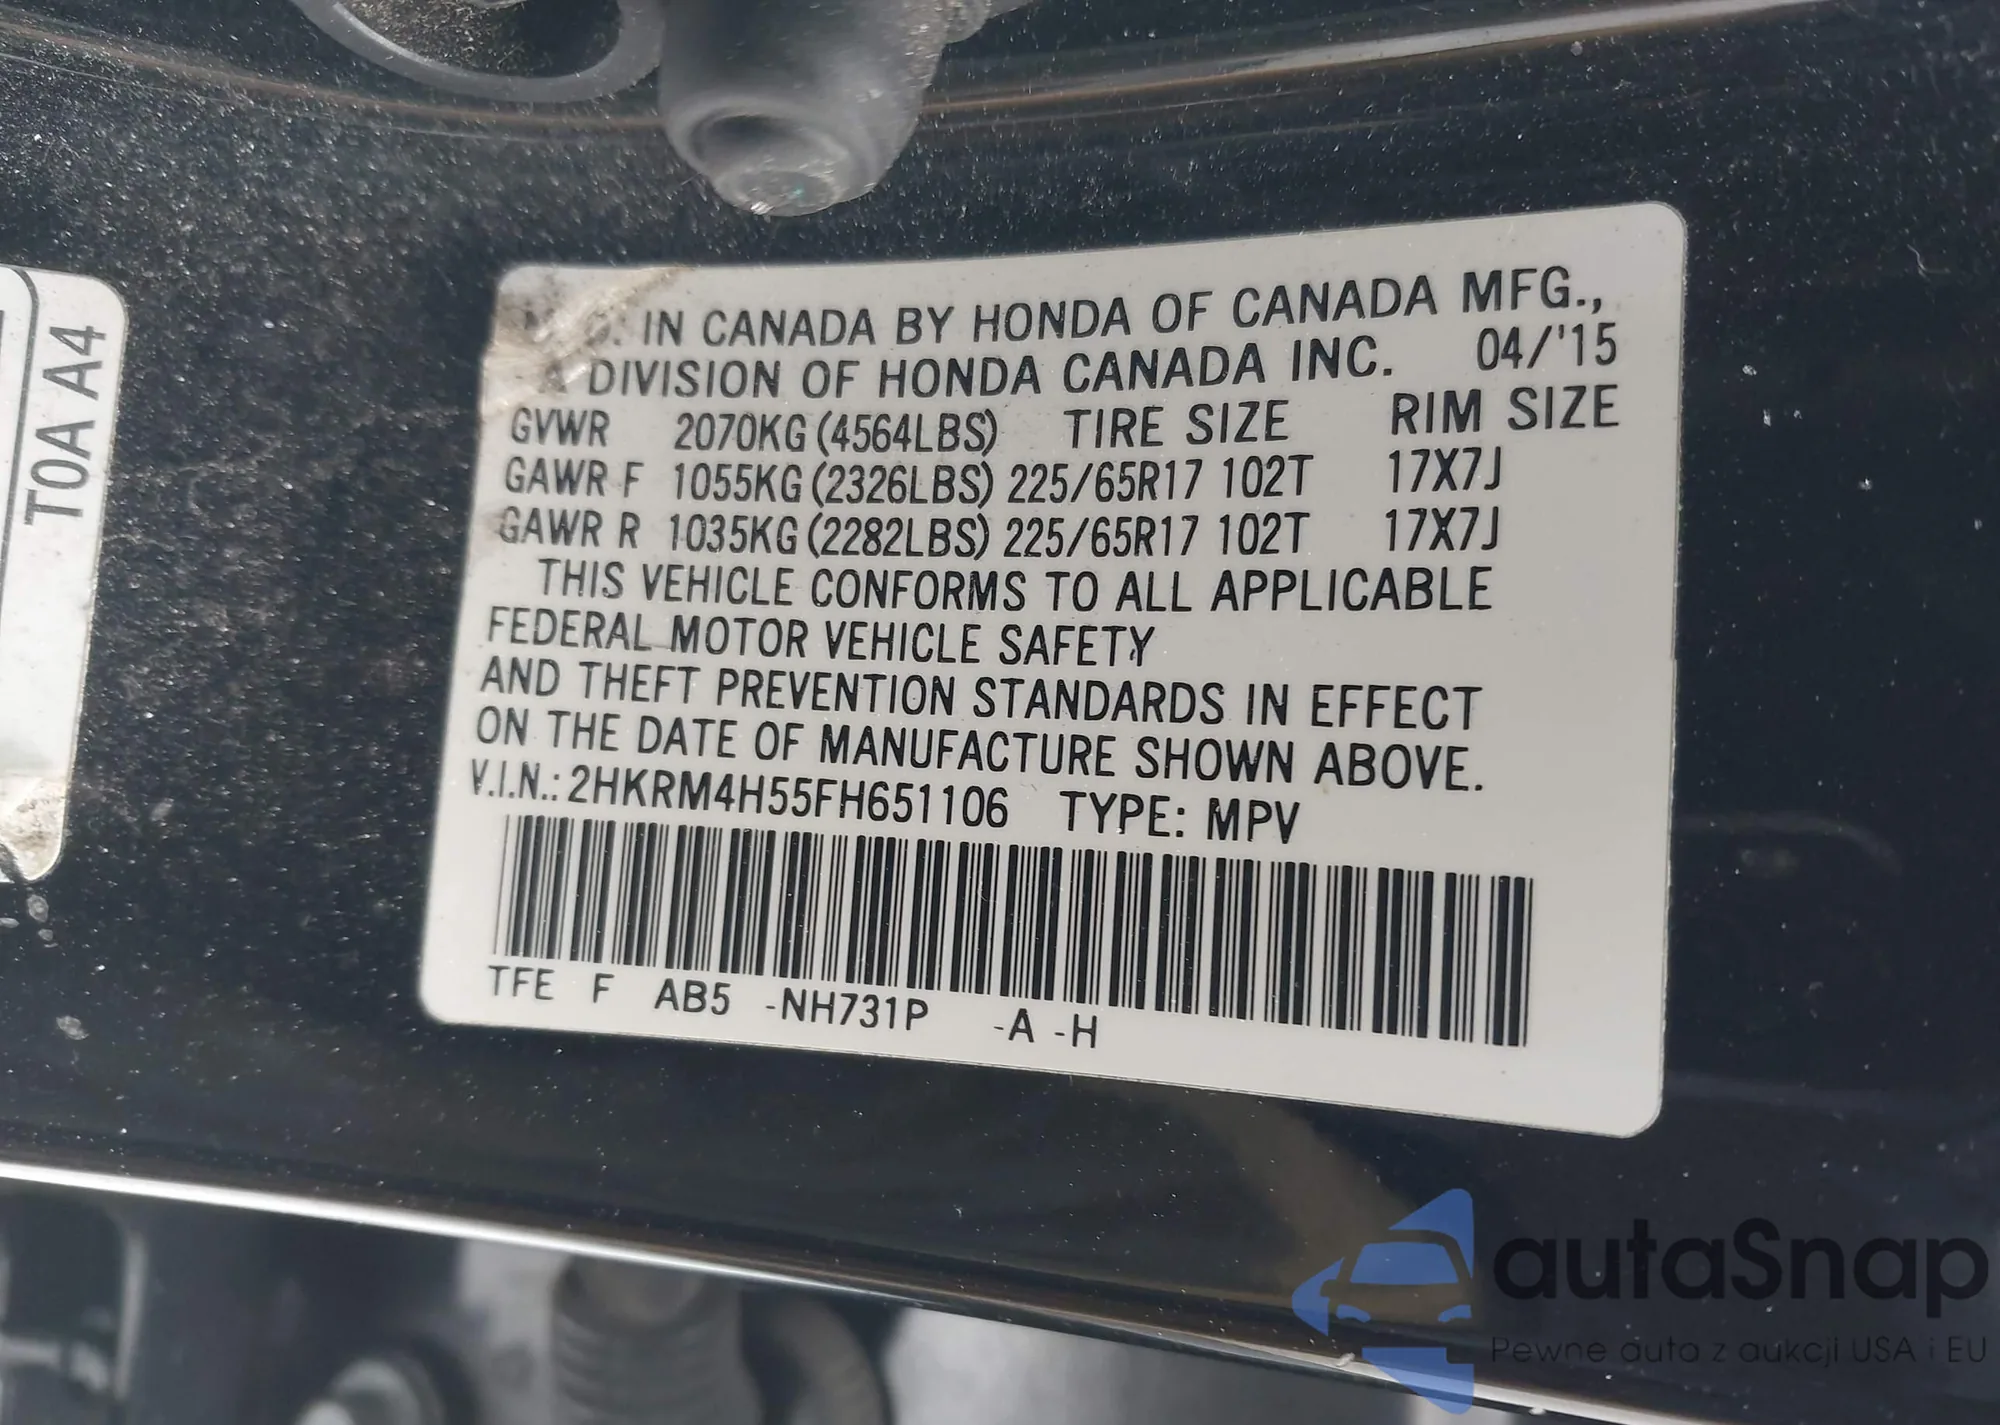 T0A A4
IN CANADA BY HONDA OF CANADA MFG.,
A DIVISION OF HONDA CANADA INC. 04/'15
GVWR 2070KG (4564LBS) TIRE SIZE RIM SIZE
GAWR F 1055KG (2326LBS) 225/65R17 102T 17X7J
GAWR R 1035KG (2282LBS) 225/65R17 102T 17X7J
THIS VEHICLE CONFORMS TO ALL APPLICABLE
FEDERAL MOTOR VEHICLE SAFETY
AND THEFT PREVENTION STANDARDS IN EFFECT
ON THE DATE OF MANUFACTURE SHOWN ABOVE.
V.I.N.: 2HKRM4H55FH651106 TYPE: MPV
TFE F AB5 -NH731P -A -H
autaSnap
Pewne auta z aukcji USA i EU